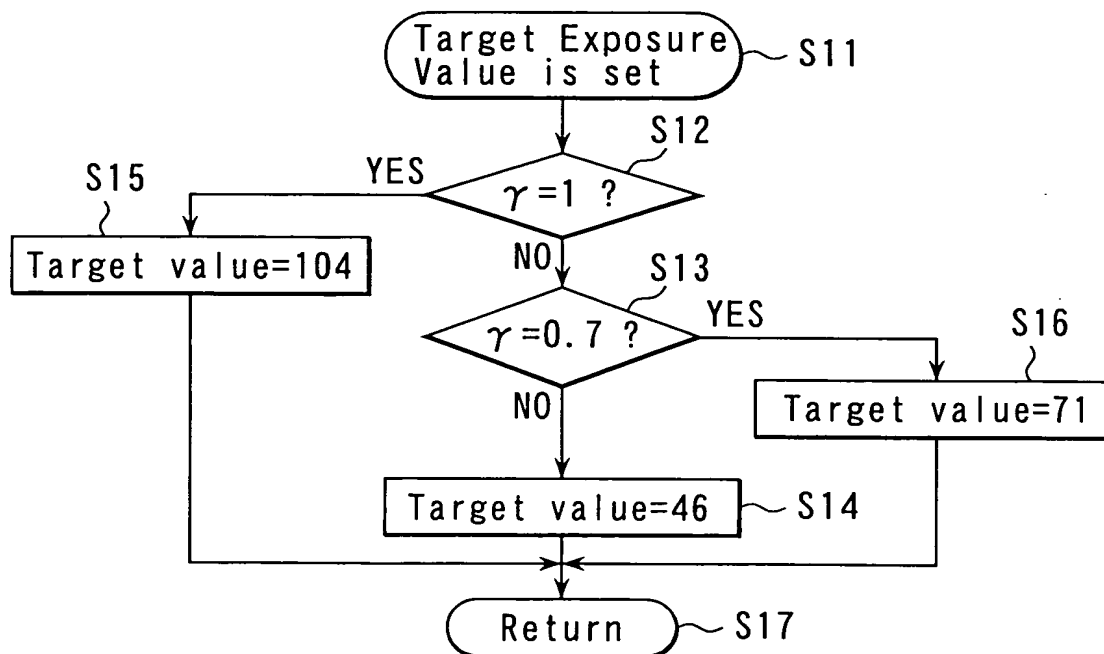 Target Exposure
Value is set
S11
S12
YES
S15
γ=1 ?
Target value=104
NO
S13
γ=0.7 ?
YES
S16
NO
Target value=71
Target value=46
S14
Return
S17